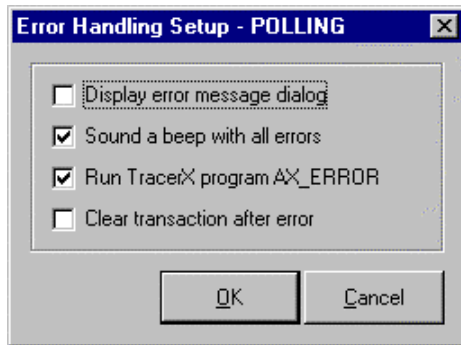 Error Handling Setup - POLLING
Display error message dialog
Sound a beep with all errors
Run TracerX program AX_ERROR
Clear transaction after error
OK
Cancel